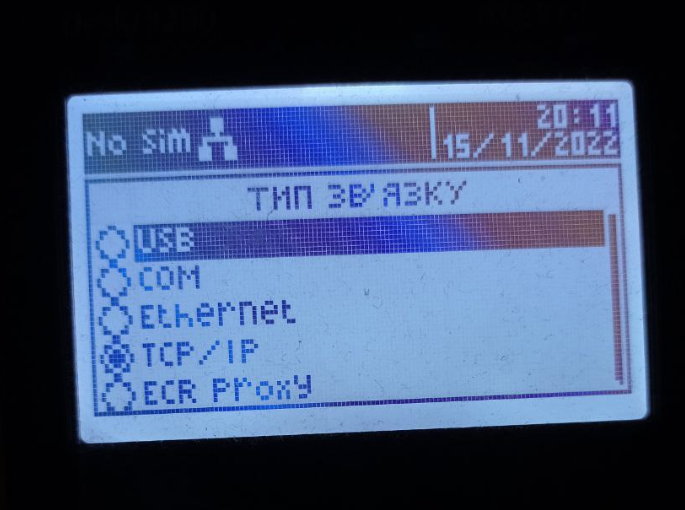 No Sim 20:11
15/11/2022
ТИП ЗВ'ЯЗКУ
USB
COM
Ethernet
TCP/IP
ECR Proxy